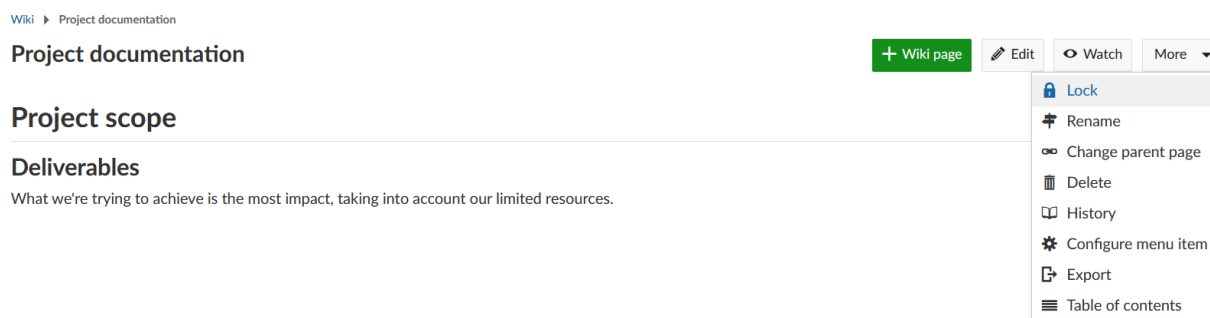 Wiki Project documentation
Project documentation
+ Wiki page Edit Watch More
Lock
Project scope
Rename
Change parent page
Deliverables
Delete
What we're trying to achieve is the most impact, taking into account our limited resources.
History
Configure menu item
Export
Table of contents